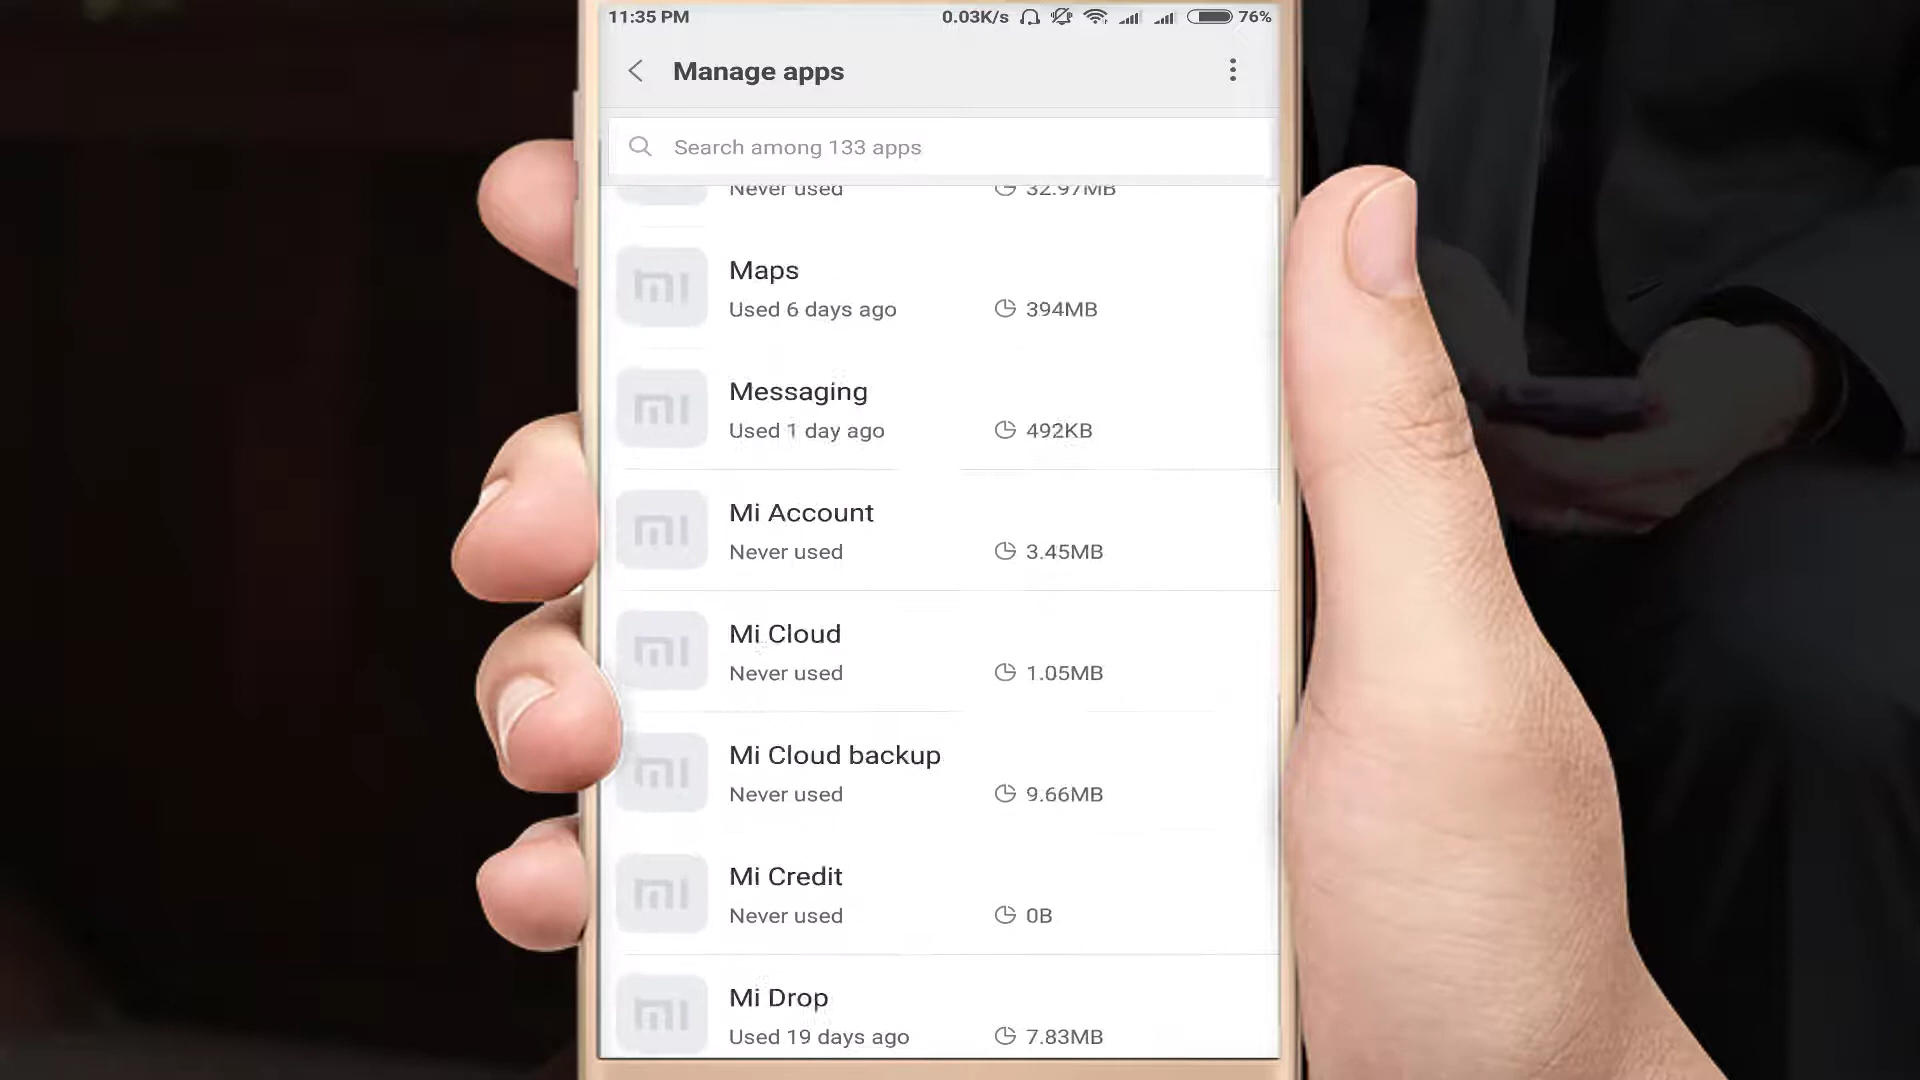 11:35 PM 0.03K/s 76%
Manage apps
Search among 133 apps
Never used 32.97MB
Maps
Used 6 days ago 394MB
Messaging
Used 1 day ago 492KB
Mi Account
Never used 3.45MB
Mi Cloud
Never used 1.05MB
Mi Cloud backup
Never used 9.66MB
Mi Credit
Never used 0B
Mi Drop
Used 19 days ago 7.83MB